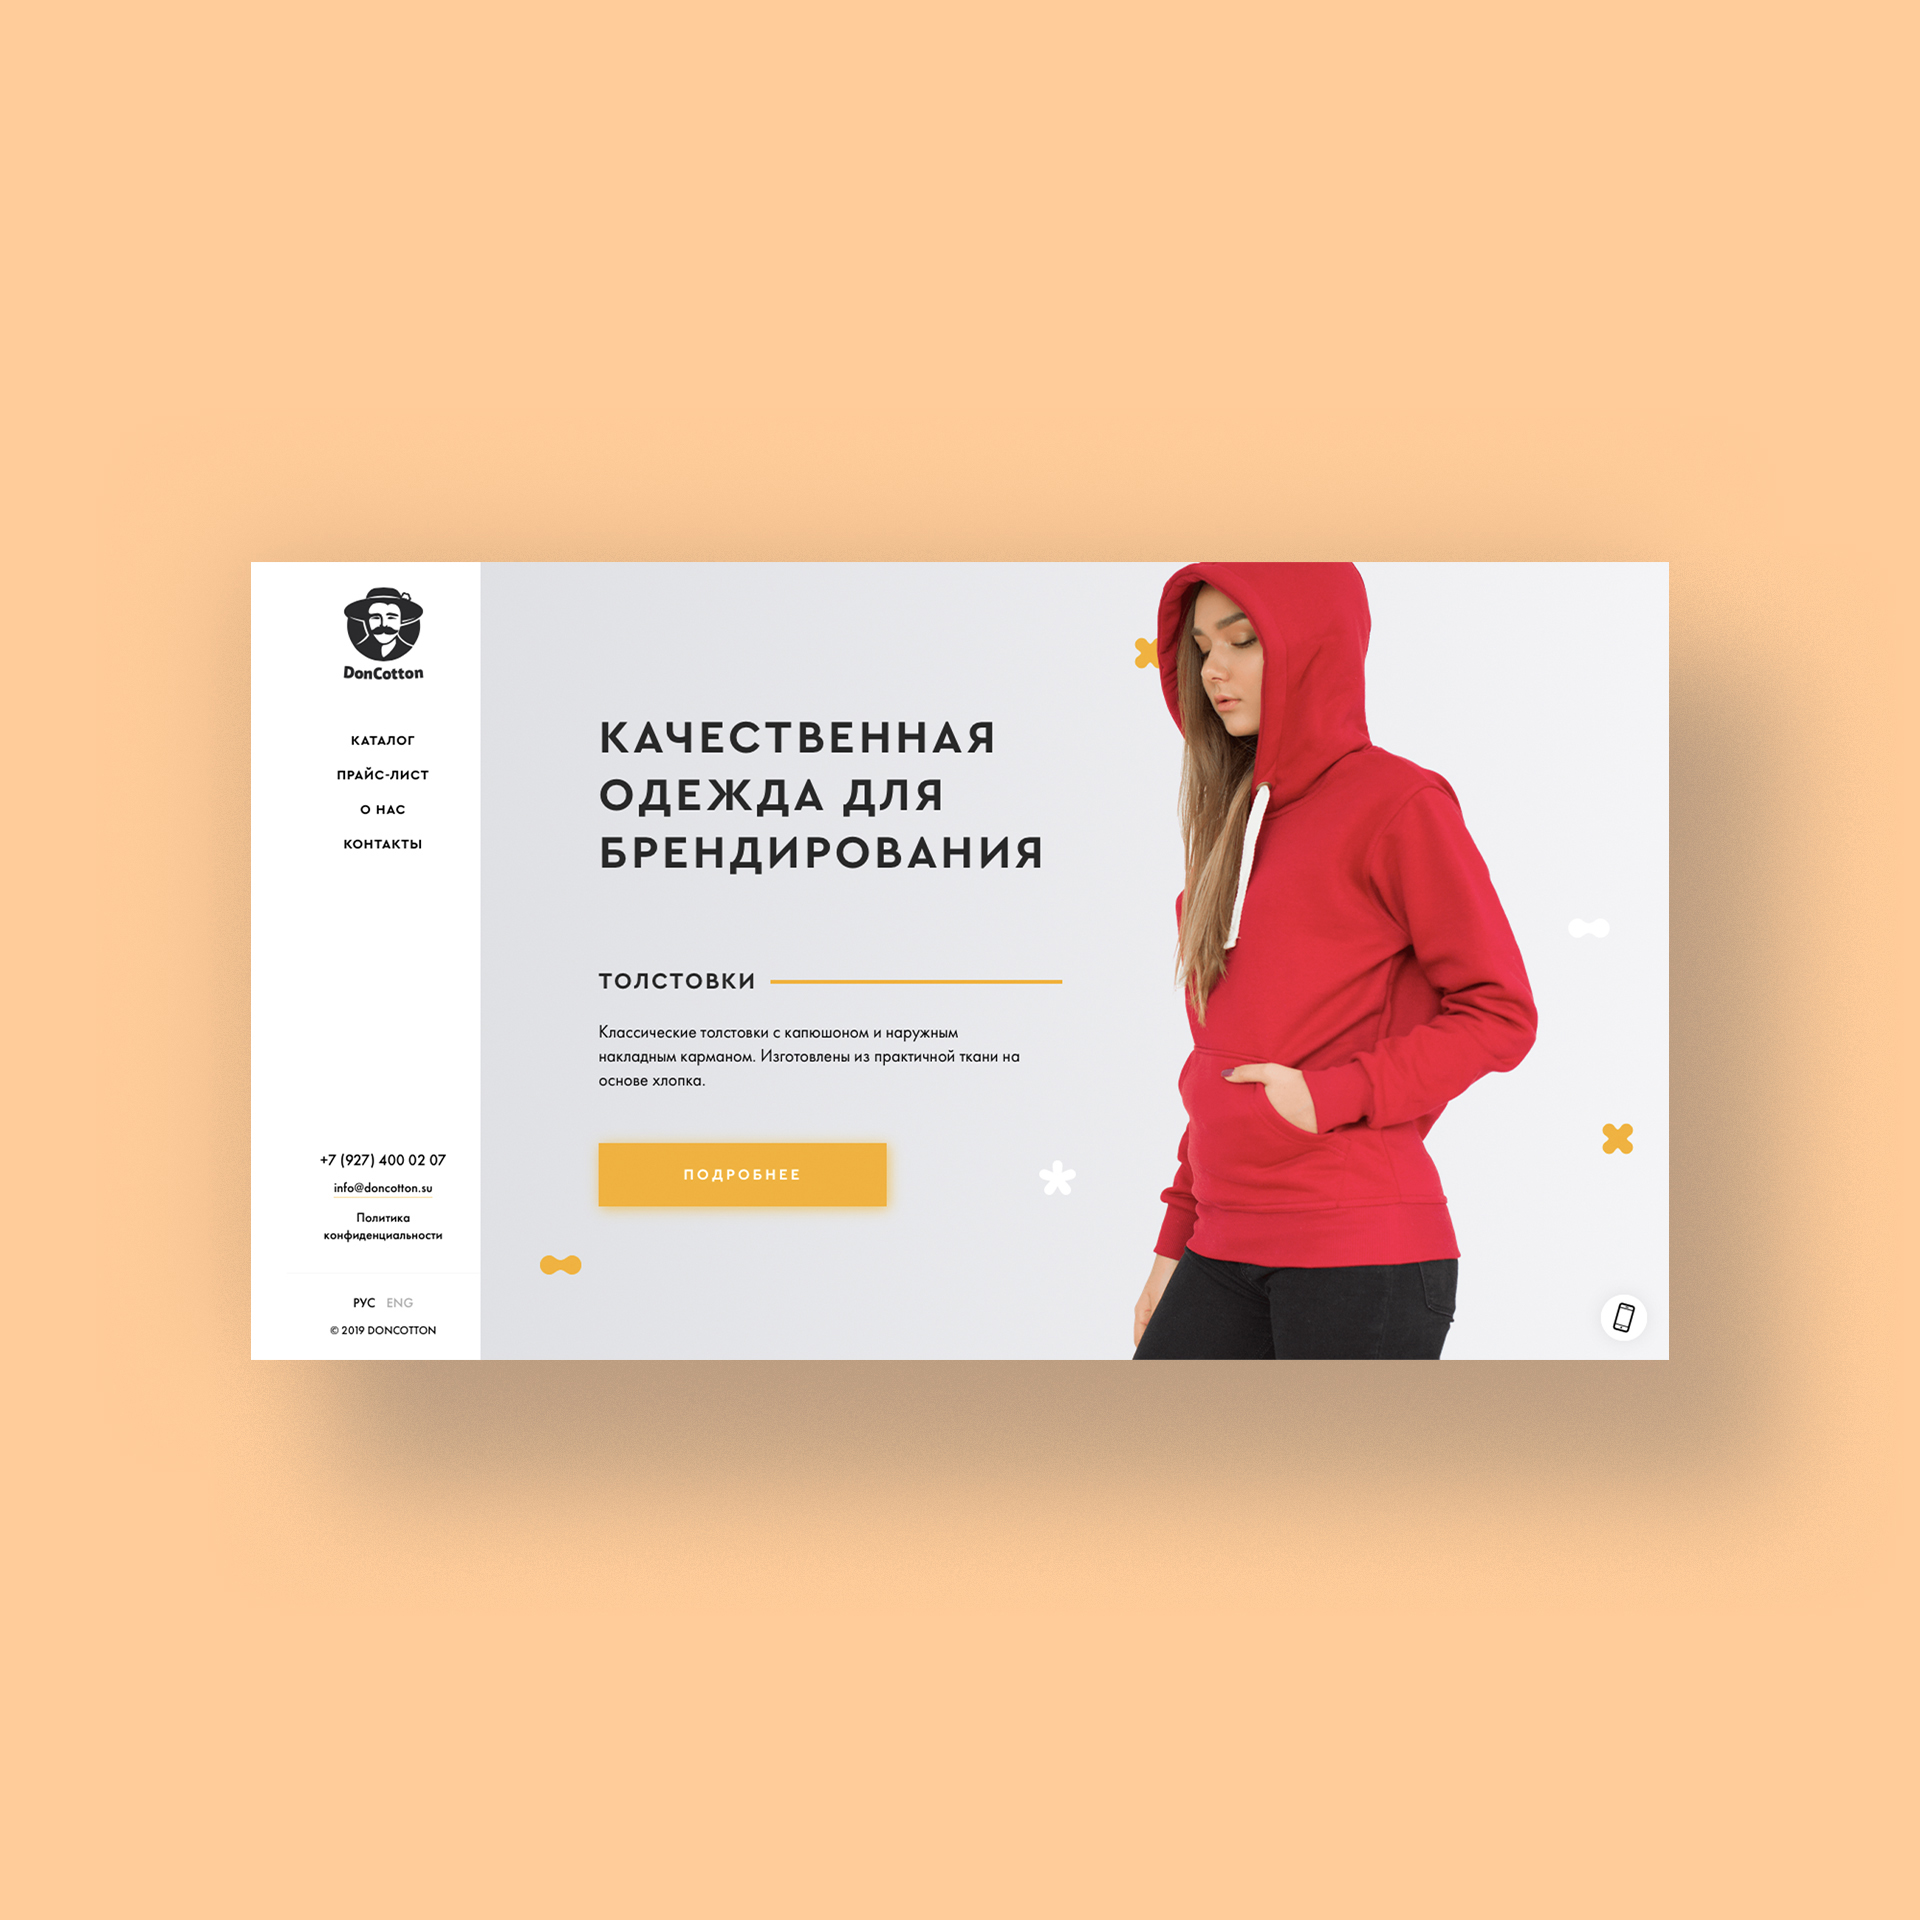 DonCotton
КАТАЛОГ
ПРАЙС-ЛИСТ
О НАС
КОНТАКТЫ
+7 (927) 400 02 07
info@doncotton.su
Политика
конфиденциальности
РУС ENG
© 2019 DONCOTTON
КАЧЕСТВЕННАЯ
ОДЕЖДА ДЛЯ
БРЕНДИРОВАНИЯ
ТОЛСТОВКИ
Классические толстовки с капюшоном и наружным
накладным карманом. Изготовлены из практичной ткани на
основе хлопка.
ПОДРОБНЕЕ